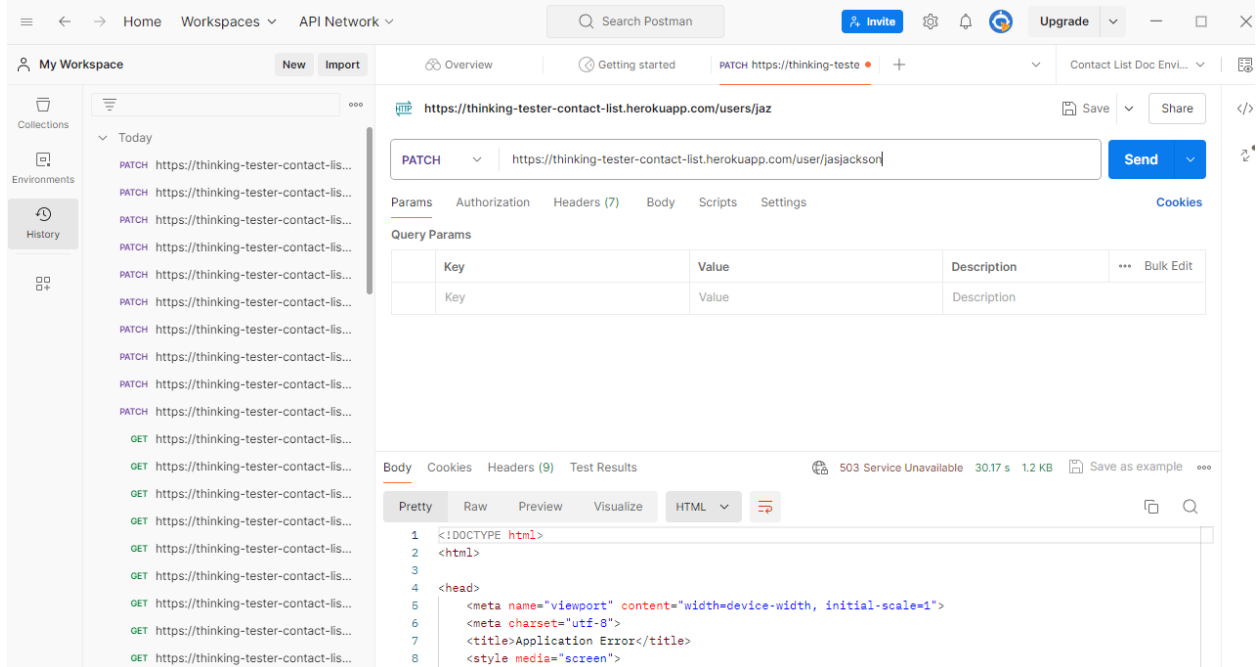 Home Workspaces API Network Search Postman Invite Upgrade
My Workspace New Import Overview Getting started PATCH https://thinking-teste Contact List Doc Envi...
Collections
Environments
History
Today
PATCH https://thinking-tester-contact-lis...
PATCH https://thinking-tester-contact-lis...
PATCH https://thinking-tester-contact-lis...
PATCH https://thinking-tester-contact-lis...
PATCH https://thinking-tester-contact-lis...
PATCH https://thinking-tester-contact-lis...
PATCH https://thinking-tester-contact-lis...
PATCH https://thinking-tester-contact-lis...
PATCH https://thinking-tester-contact-lis...
PATCH https://thinking-tester-contact-lis...
GET https://thinking-tester-contact-lis...
GET https://thinking-tester-contact-lis...
GET https://thinking-tester-contact-lis...
GET https://thinking-tester-contact-lis...
GET https://thinking-tester-contact-lis...
GET https://thinking-tester-contact-lis...
GET https://thinking-tester-contact-lis...
GET https://thinking-tester-contact-lis...
GET https://thinking-tester-contact-lis...
HTTP https://thinking-tester-contact-list.herokuapp.com/users/jaz Save Share
PATCH https://thinking-tester-contact-list.herokuapp.com/user/jasjackson Send
Params Authorization Headers (7) Body Scripts Settings Cookies
Query Params
Key Value Description Bulk Edit
Key Value Description
Body Cookies Headers (9) Test Results 503 Service Unavailable 30.17 s 1.2 KB Save as example
Pretty Raw Preview Visualize HTML
1 <!DOCTYPE html>
2 <html>
3
4 <head>
5 <meta name="viewport" content="width=device-width, initial-scale=1">
6 <meta charset="utf-8">
7 <title>Application Error</title>
8 <style media="screen">